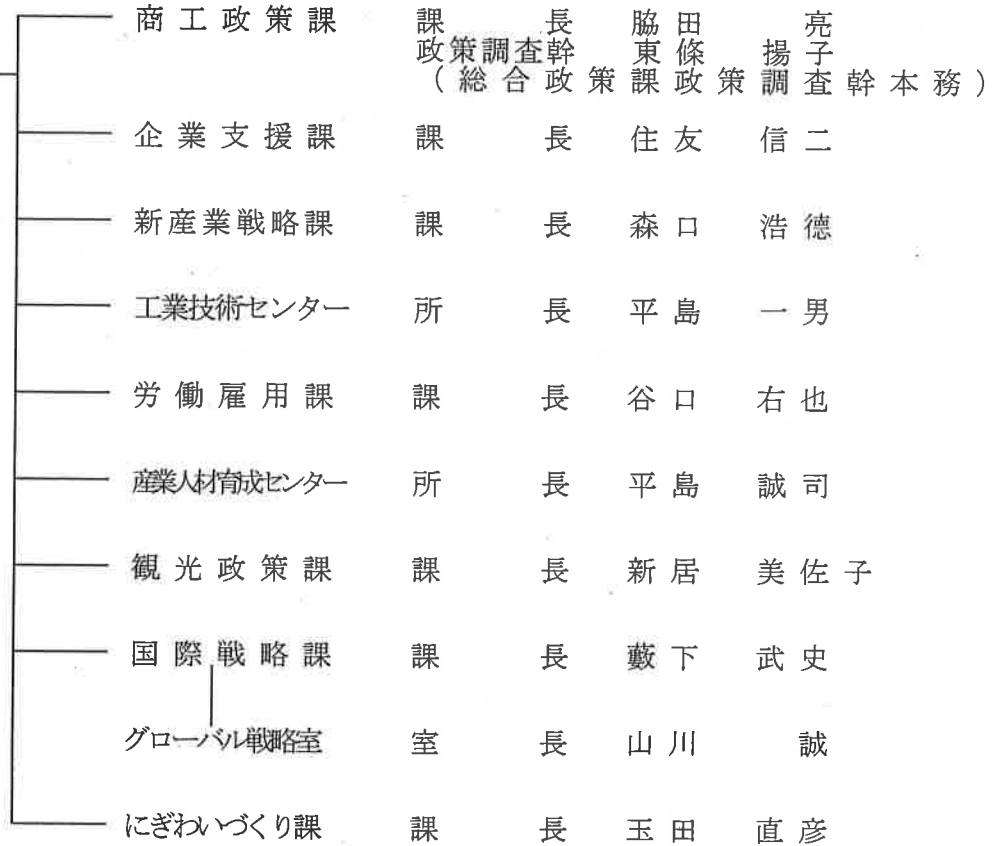 商工政策課 課長 脇田 亮
政策調査幹 東條 揚子
（総合政策課政策調査幹本務）
企業支援課 課長 住友 信二
新産業戦略課 課長 森口 浩徳
工業技術センター 所長 平島 一男
労働雇用課 課長 谷口 右也
産業人材育成センター 所長 平島 誠司
観光政策課 課長 新居 美佐子
国際戦略課 課長 藪下 武史
グローバル戦略室 室長 山川 誠
にぎわいづくり課 課長 玉田 直彦